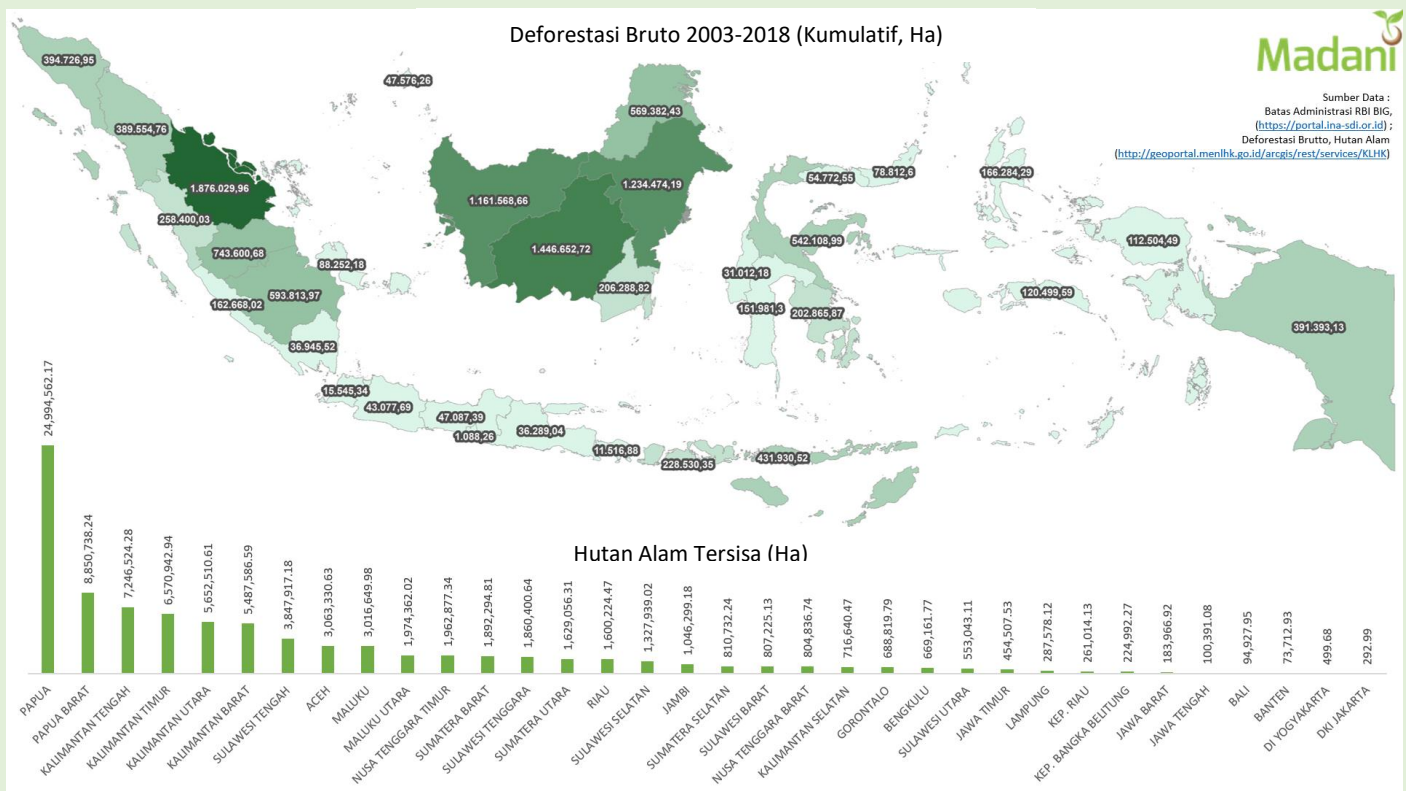 Deforestasi Bruto 2003-2018 (Kumulatif, Ha)
Madani
Sumber Data :
Batas Administrasi RBI BIG,
(https://portal.ina-sdi.or.id) ;
Deforestasi Brutto, Hutan Alam
(http://geoportal.menlhk.go.id/arcgis/rest/services/KLHK)
394.726,95
47.576,26
569.382,43
389.554,76
78.812,6
166.284,29
54.772,55
1.876.029,96
1.234.474,19
1.161.568,66
258.400,03
1.446.652,72
542.108,99
112.504,49
743.600,68
88.252,18
31.012,18
206.288,82
120.499,59
593.813,97
162.668,02
151.981,3
202.865,87
391.393,13
36.945,52
15.545,34
43.077,69
47.087,39
36.289,04
1.088,26
11.516,88
228.530,35
431.930,52
Hutan Alam Tersisa (Ha)
24,994,562.17
8,850,738.24
7,246,524.28
6,570,942.94
5,652,510.61
5,487,586.59
3,847,917.18
3,063,330.63
3,016,649.98
1,974,362.02
1,962,877.34
1,892,294.81
1,860,400.64
1,629,056.31
1,600,224.47
1,327,939.02
1,046,299.18
810,732.24
807,225.13
804,836.74
716,640.47
688,819.79
669,161.77
553,043.11
454,507.53
287,578.12
261,014.13
224,992.27
183,966.92
100,391.08
94,927.95
73,712.93
499.68
292.99
PAPUA
PAPUA BARAT
KALIMANTAN TENGAH
KALIMANTAN TIMUR
KALIMANTAN UTARA
KALIMANTAN BARAT
SULAWESI TENGAH
ACEH
MALUKU
MALUKU UTARA
NUSA TENGGARA TIMUR
SUMATERA BARAT
SULAWESI TENGGARA
SUMATERA UTARA
RIAU
SULAWESI SELATAN
JAMBI
SUMATERA SELATAN
SULAWESI BARAT
NUSA TENGGARA BARAT
KALIMANTAN SELATAN
GORONTALO
BENGKULU
SULAWESI UTARA
JAWA TIMUR
LAMPUNG
KEP. RIAU
KEP. BANGKA BELITUNG
JAWA BARAT
JAWA TENGAH
BALI
BANTEN
DI YOGYAKARTA
DKI JAKARTA